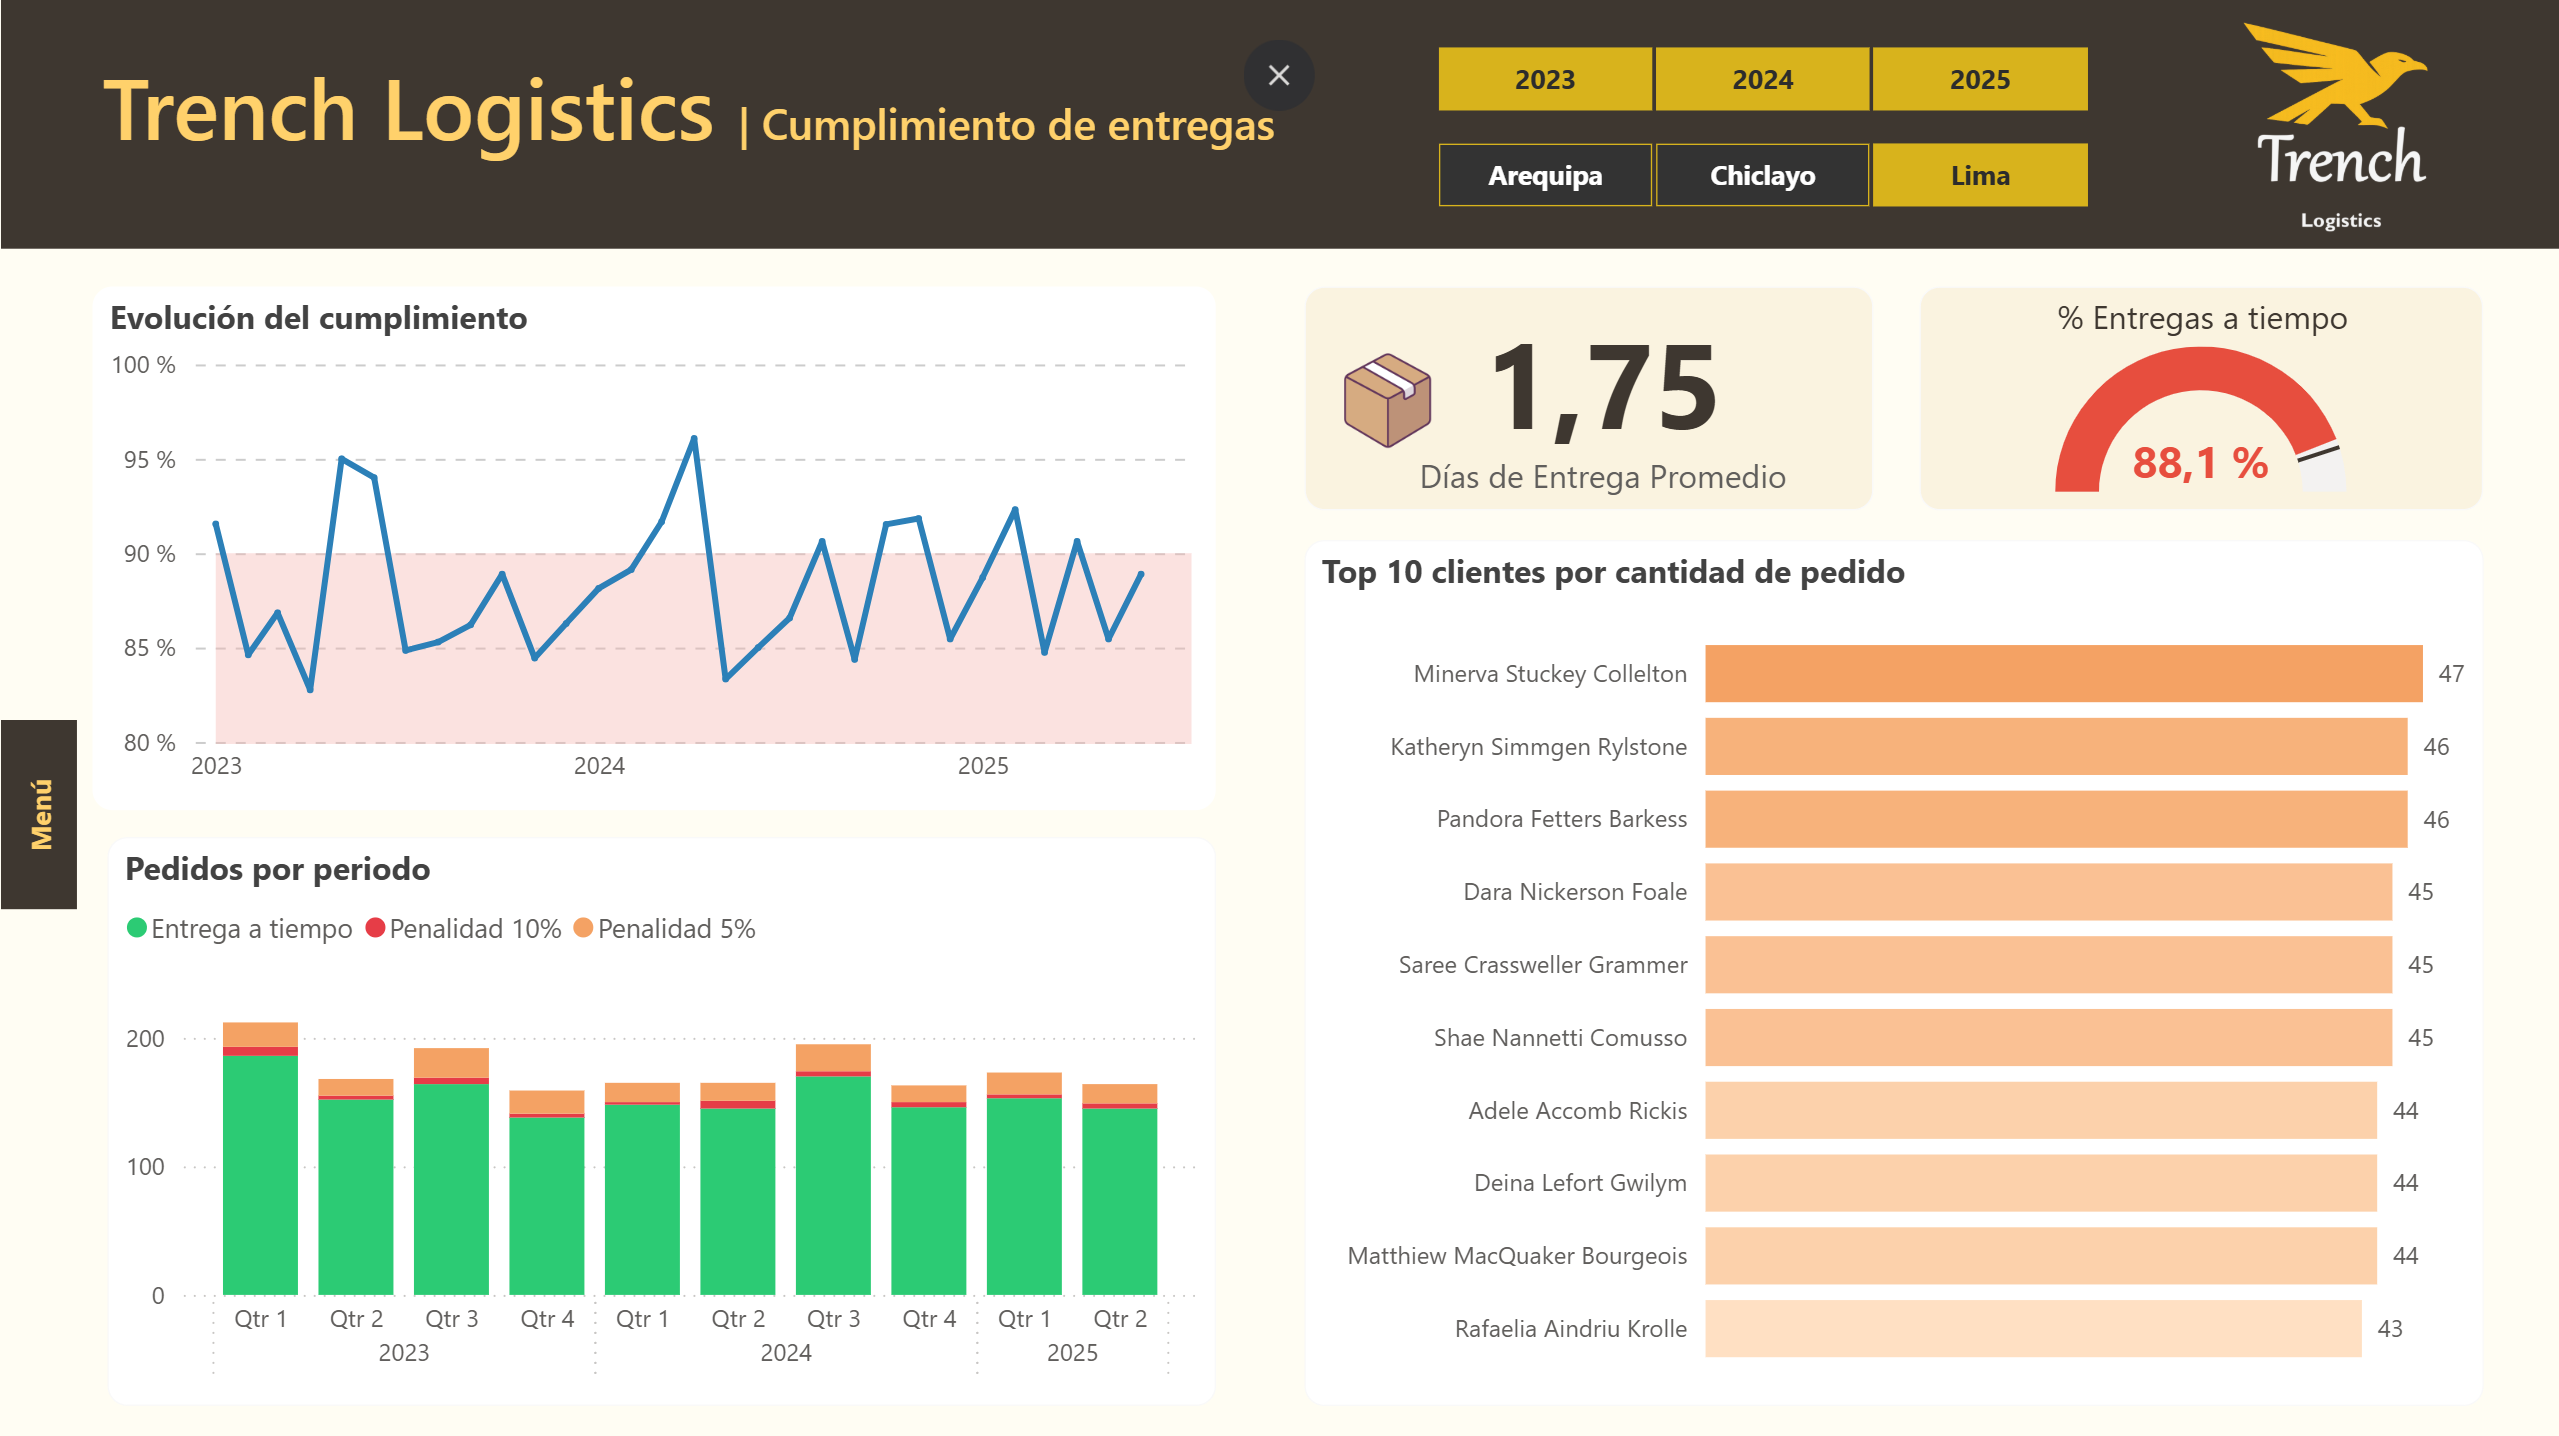 Trench Logistics | Cumplimiento de entregas
2023 2024 2025
Arequipa Chiclayo Lima
Trench
Logistics
Menú
Evolución del cumplimiento
100 %
95 %
90 %
85 %
80 %
2023 2024 2025
1,75
Días de Entrega Promedio
% Entregas a tiempo
88,1 %
Pedidos por periodo
Entrega a tiempo Penalidad 10% Penalidad 5%
200
100
0
Qtr 1 Qtr 2 Qtr 3 Qtr 4 Qtr 1 Qtr 2 Qtr 3 Qtr 4 Qtr 1 Qtr 2
2023 2024 2025
Top 10 clientes por cantidad de pedido
Minerva Stuckey Collelton 47
Katheryn Simmgen Rylstone 46
Pandora Fetters Barkess 46
Dara Nickerson Foale 45
Saree Crassweller Grammer 45
Shae Nannetti Comusso 45
Adele Accomb Rickis 44
Deina Lefort Gwilym 44
Matthiew MacQuaker Bourgeois 44
Rafaelia Aindriu Krolle 43